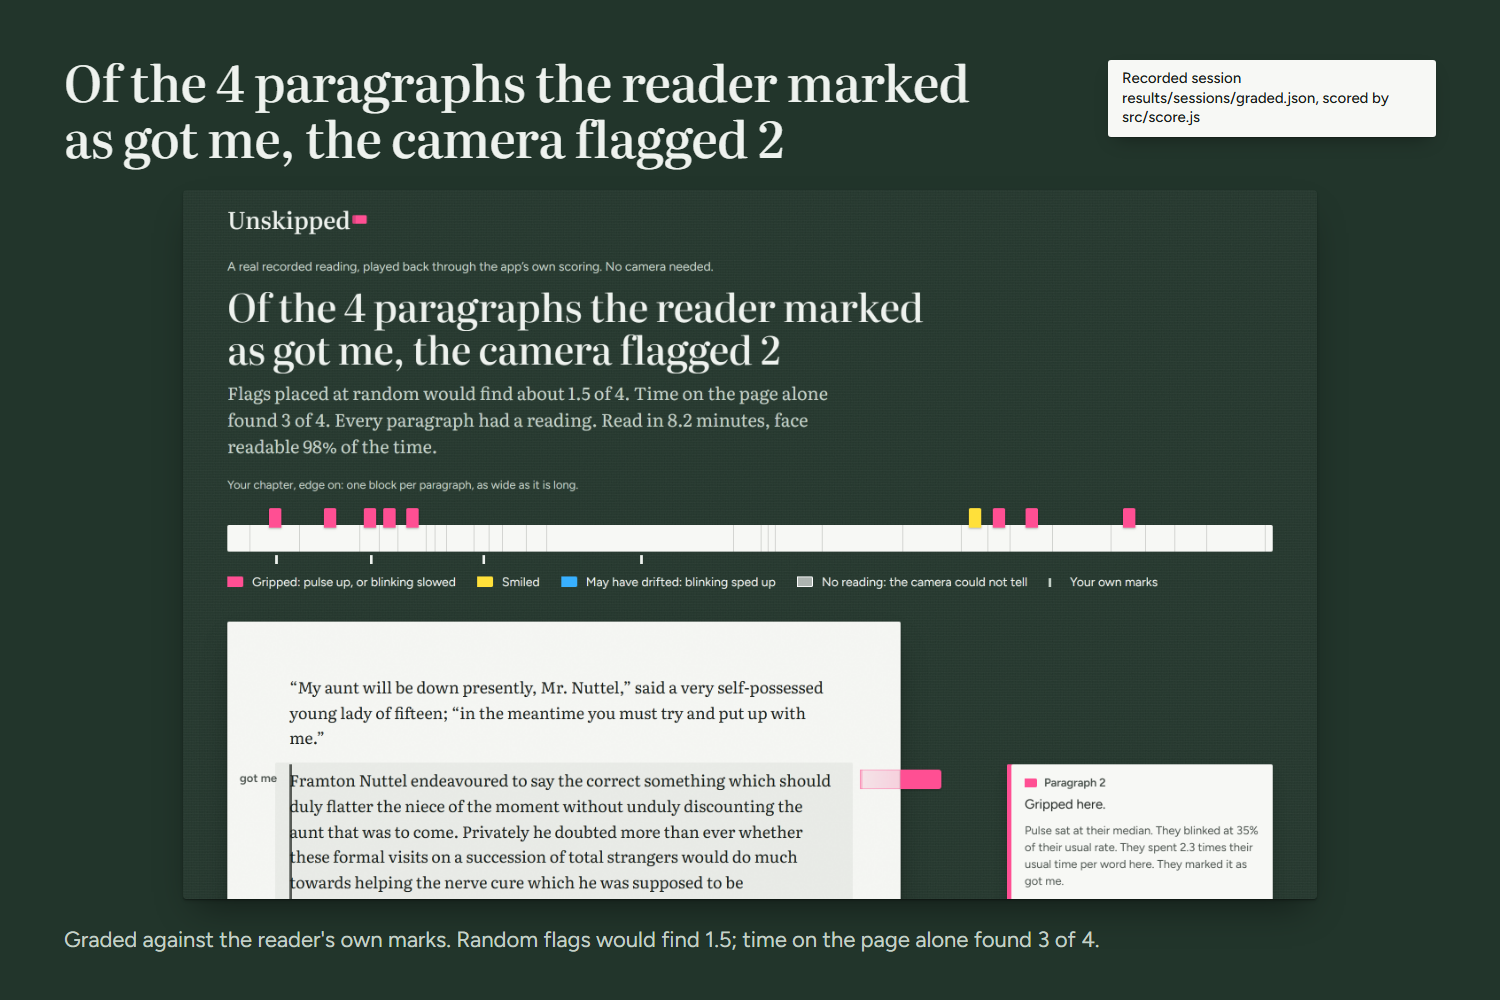 Of the 4 paragraphs the reader marked
as got me, the camera flagged 2
Recorded session
results/sessions/graded.json, scored by
src/score.js
Unskipped
A real recorded reading, played back through the app's own scoring. No camera needed.
Of the 4 paragraphs the reader marked
as got me, the camera flagged 2
Flags placed at random would find about 1.5 of 4. Time on the page alone
found 3 of 4. Every paragraph had a reading. Read in 8.2 minutes, face
readable 98% of the time.
Your chapter, edge on: one block per paragraph, as wide as it is long.
Gripped: pulse up, or blinking slowed
Smiled
May have drifted: blinking sped up
No reading: the camera could not tell
Your own marks
“My aunt will be down presently, Mr. Nuttel,” said a very self-possessed
young lady of fifteen; “in the meantime you must try and put up with
me.”
got me
Framton Nuttel endeavoured to say the correct something which should
duly flatter the niece of the moment without unduly discounting the
aunt that was to come. Privately he doubted more than ever whether
these formal visits on a succession of total strangers would do much
towards helping the nerve cure which he was supposed to be
Paragraph 2
Gripped here.
Pulse sat at their median. They blinked at 35%
of their usual rate. They spent 2.3 times their
usual time per word here. They marked it as
got me.
Graded against the reader's own marks. Random flags would find 1.5; time on the page alone found 3 of 4.